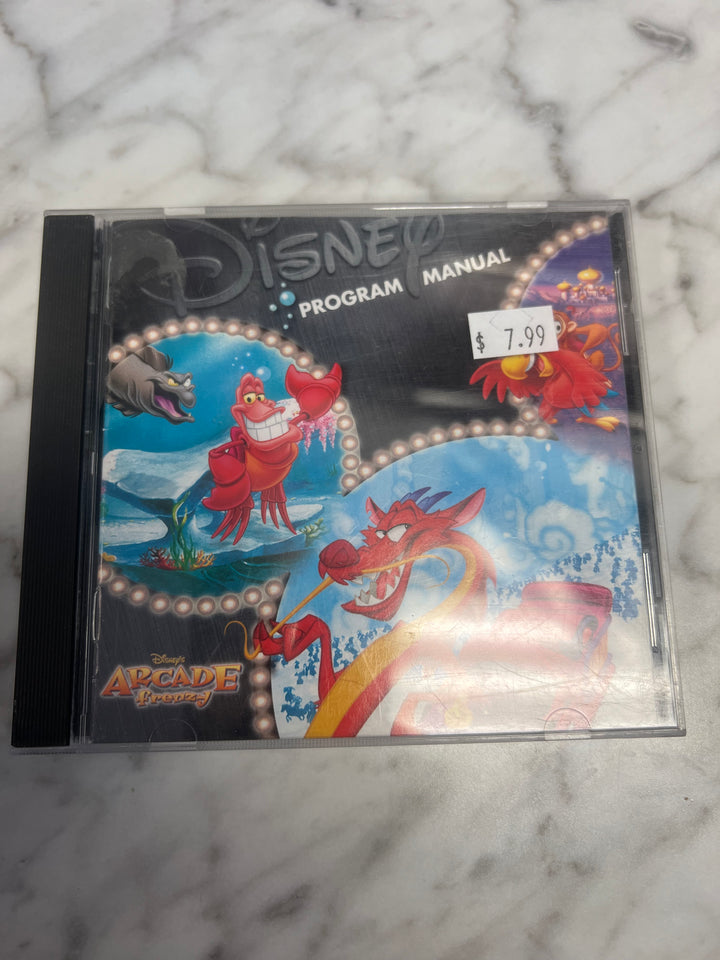 DISNEY
PROGRAM MANUAL
$ 7.99
Disney's
ARCADE
frenzy